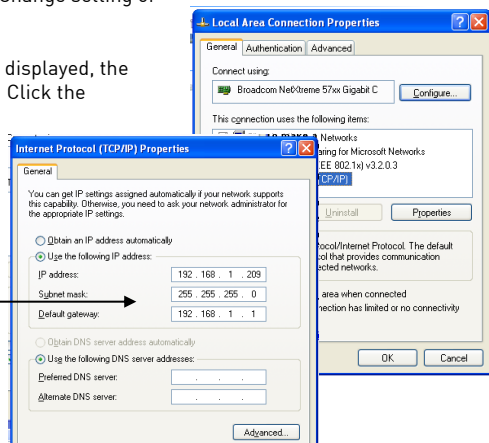 Change setting of
displayed, the
Click the
Local Area Connection Properties
General Authentication Advanced
Connect using:
Broadcom NetXtreme 57xx Gigabit C
Configure...
This connection uses the following items:
Networks
aring for Microsoft Networks
EE 802.1x) v3.2.0.3
CP/IP)
Uninstall Properties
ocol/Internet Protocol. The default
col that provides communication
ected networks.
area when connected
nection has limited or no connectivity
OK Cancel
Internet Protocol (TCP/IP) Properties
General
You can get IP settings assigned automatically if your network supports
this capability. Otherwise, you need to ask your network administrator for
the appropriate IP settings.
Obtain an IP address automatically
Use the following IP address:
IP address: 192 . 168 . 1 . 209
Subnet mask: 255 . 255 . 255 . 0
Default gateway: 192 . 168 . 1 . 1
Obtain DNS server address automatically
Use the following DNS server addresses:
Preferred DNS server: . . .
Alternate DNS server: . . .
Advanced...